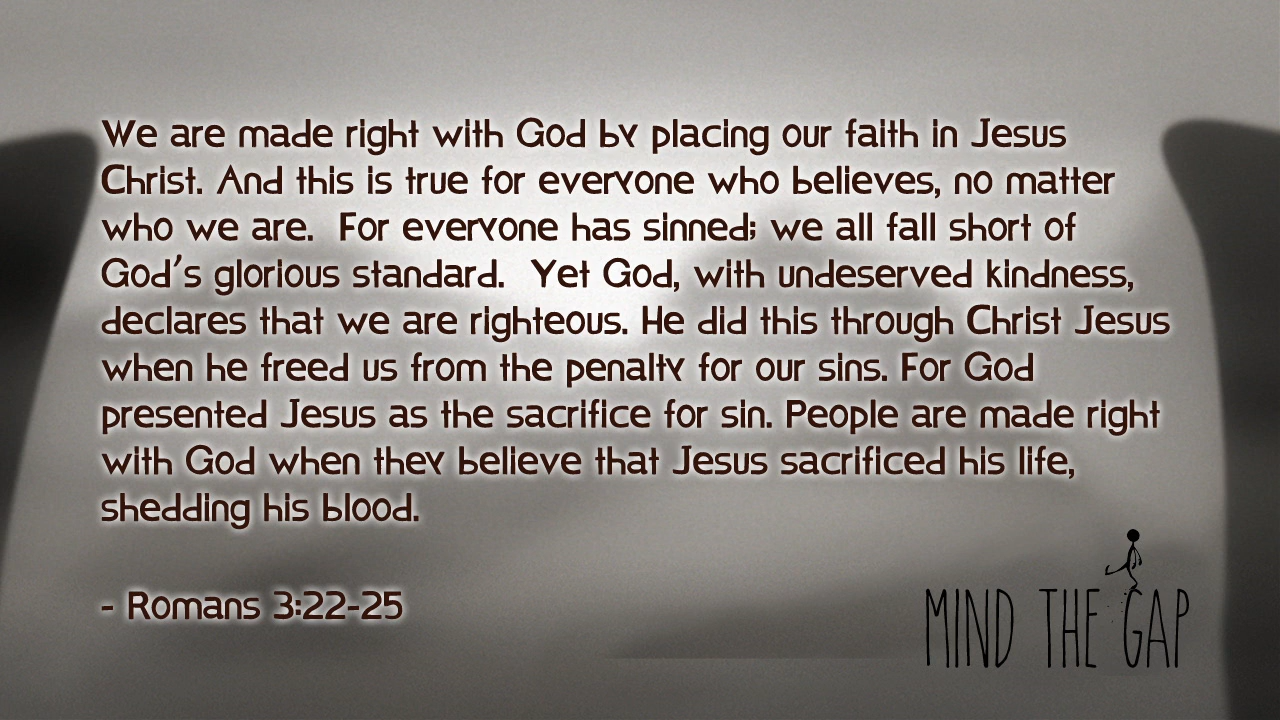 We are made right with God by placing our faith in Jesus
Christ. And this is true for everyone who believes, no matter
who we are.  For everyone has sinned; we all fall short of
God's glorious standard.  Yet God, with undeserved kindness,
declares that we are righteous. He did this through Christ Jesus
when he freed us from the penalty for our sins. For God
presented Jesus as the sacrifice for sin. People are made right
with God when they believe that Jesus sacrificed his life,
shedding his blood.
- Romans 3:22-25
MIND THE GAP